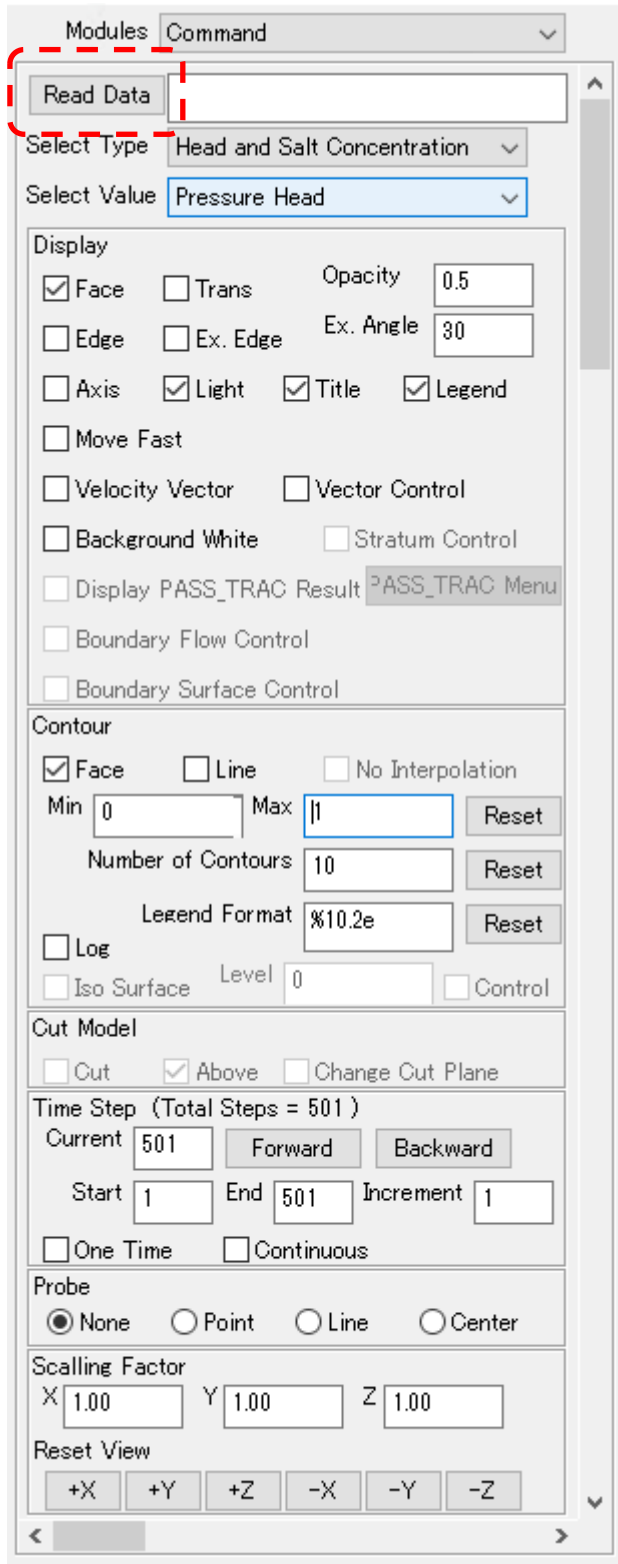 Modules Command
Read Data
Select Type Head and Salt Concentration
Select Value Pressure Head
Display
Face Trans Opacity 0.5
Edge Ex. Edge Ex. Angle 30
Axis Light Title Legend
Move Fast
Velocity Vector Vector Control
Background White Stratum Control
Display PASS_TRAC Result PASS_TRAC Menu
Boundary Flow Control
Boundary Surface Control
Contour
Face Line No Interpolation
Min 0 Max 1 Reset
Number of Contours 10 Reset
Legend Format %10.2e Reset
Log
Iso Surface Level 0 Control
Cut Model
Cut Above Change Cut Plane
Time Step (Total Steps = 501 )
Current 501 Forward Backward
Start 1 End 501 Increment 1
One Time Continuous
Probe
None Point Line Center
Scalling Factor
X 1.00 Y 1.00 Z 1.00
Reset View
+X +Y +Z -X -Y -Z